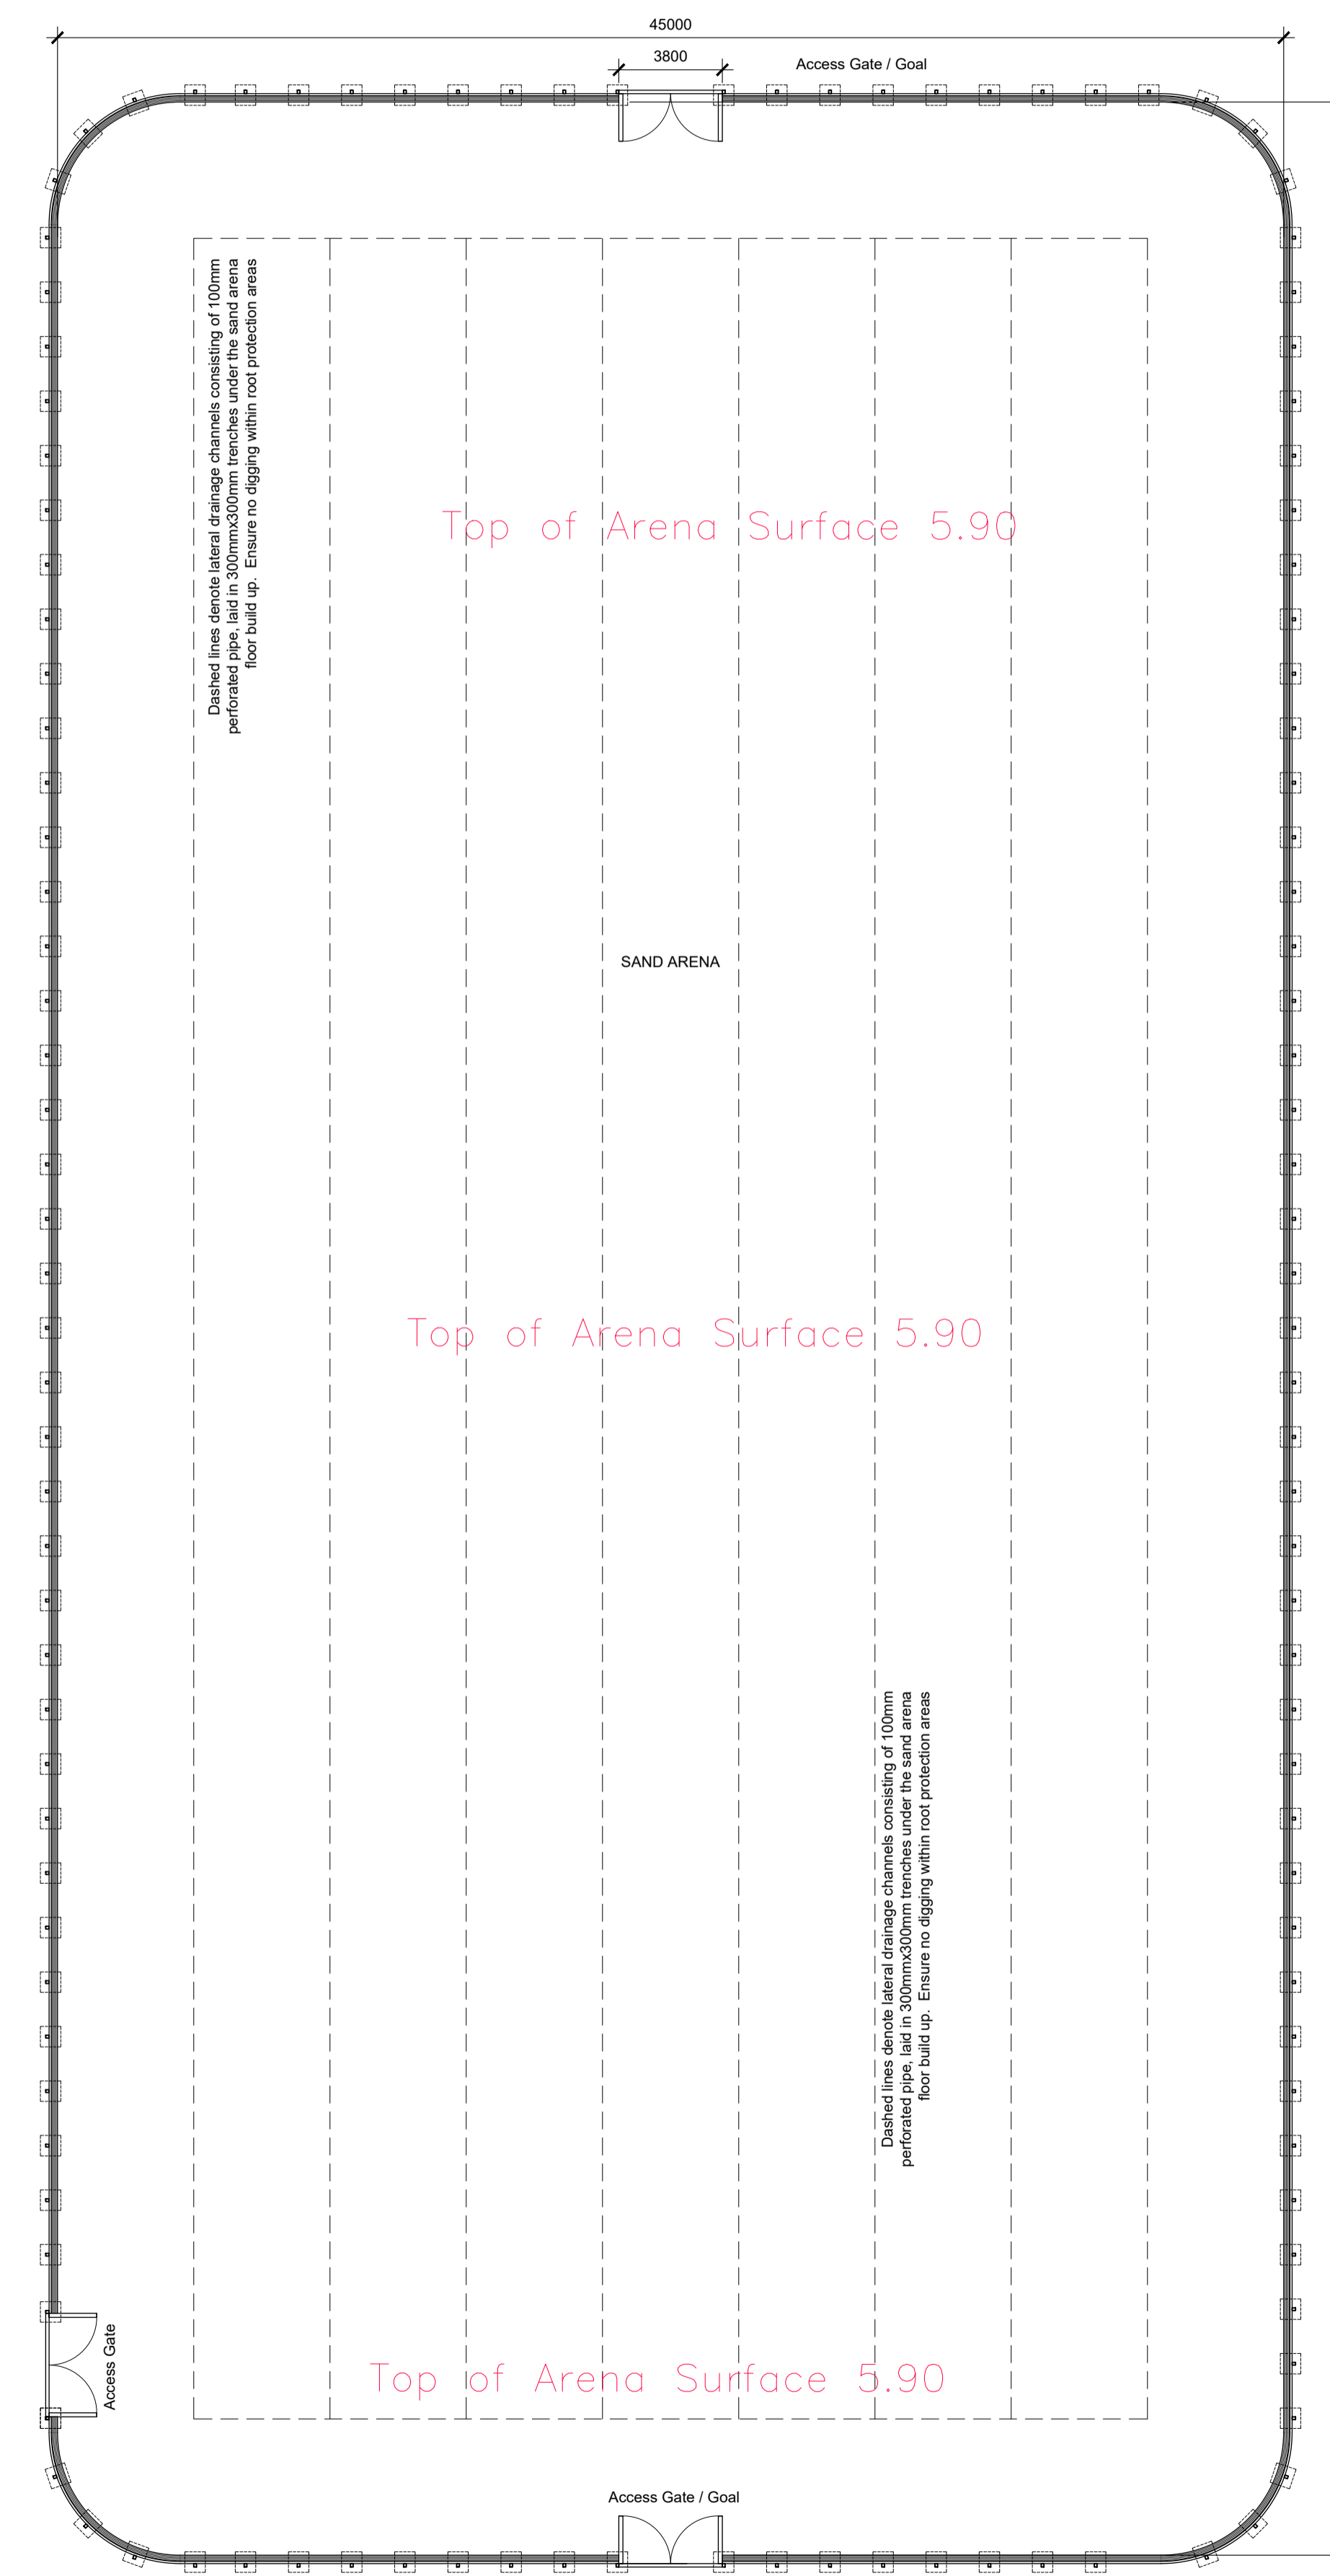 45000
3800
Access Gate / Goal
Dashed lines denote lateral drainage channels consisting of 100mm
perforated pipe, laid in 300mmx300mm trenches under the sand arena
floor build up. Ensure no digging within root protection areas
Top of Arena Surface 5.90
SAND ARENA
Top of Arena Surface 5.90
Dashed lines denote lateral drainage channels consisting of 100mm
perforated pipe, laid in 300mmx300mm trenches under the sand arena
floor build up. Ensure no digging within root protection areas
Access Gate
Top of Arena Surface 5.90
Access Gate / Goal